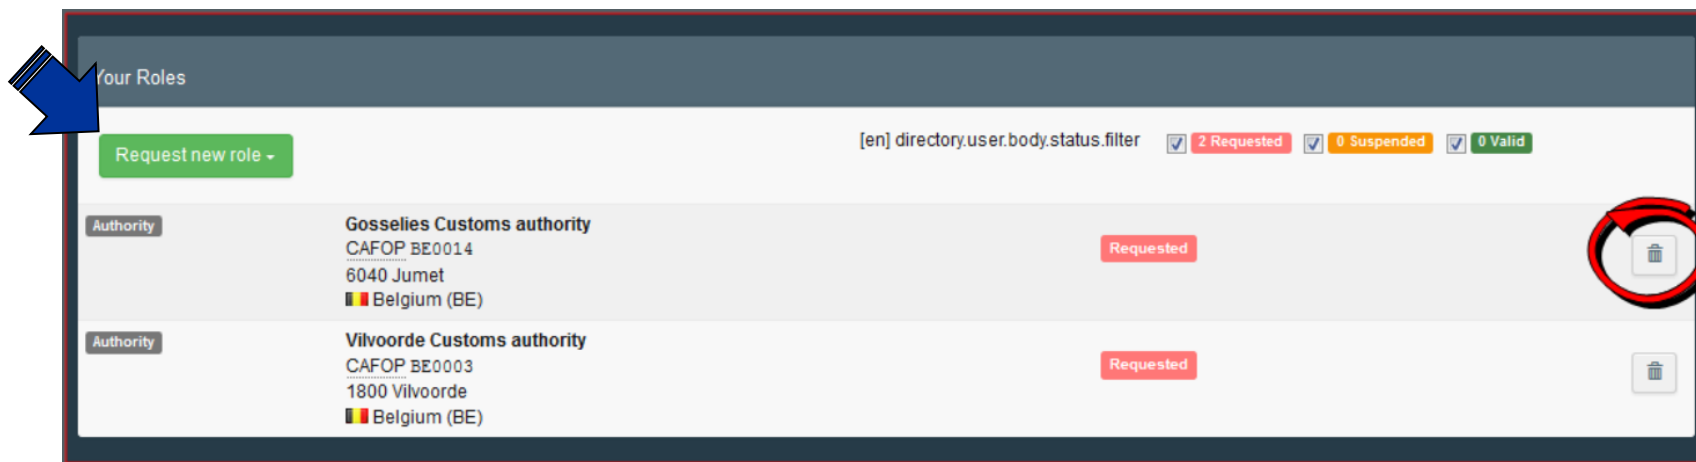 Your Roles
Request new role
[en] directory.user.body.status.filter 2 Requested 0 Suspended 0 Valid
Authority
Gosselies Customs authority
CAFOP BE0014
6040 Jumet
Belgium (BE)
Requested
Authority
Vilvoorde Customs authority
CAFOP BE0003
1800 Vilvoorde
Belgium (BE)
Requested